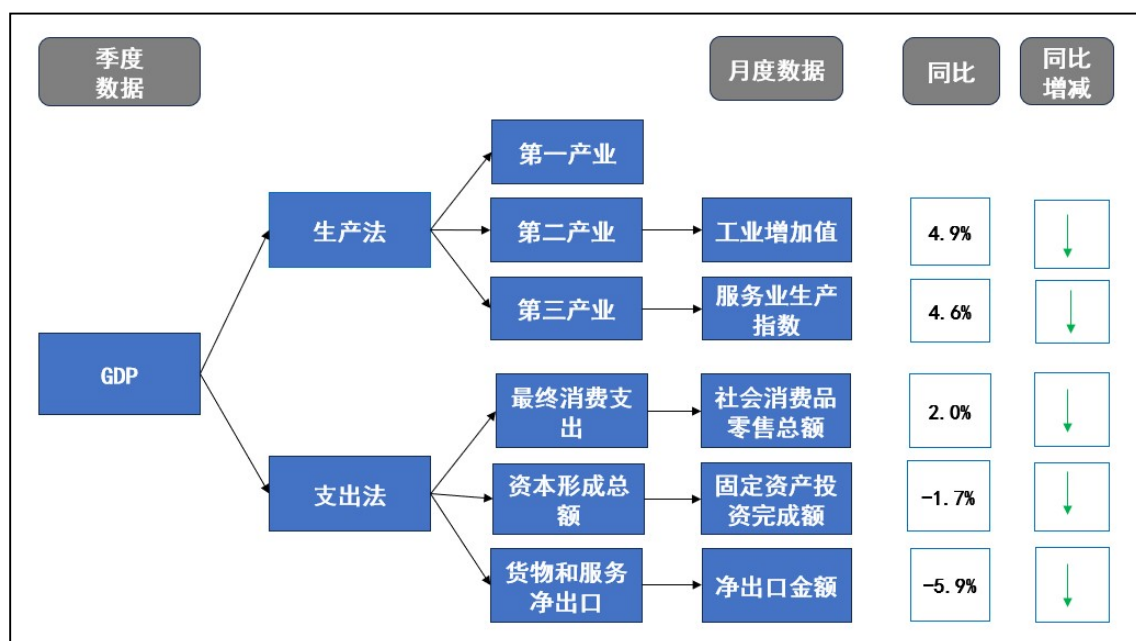 季度
数据
月度数据
同比
同比
增减
第一产业
生产法
第二产业
工业增加值
4.9%
第三产业
服务业生产
指数
4.6%
GDP
最终消费支
出
社会消费品
零售总额
2.0%
支出法
资本形成总
额
固定资产投
资完成额
-1.7%
货物和服务
净出口
净出口金额
-5.9%